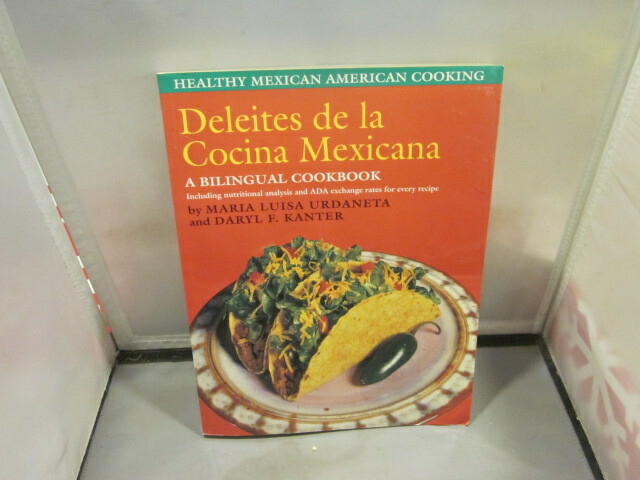 HEALTHY MEXICAN AMERICAN COOKING
Deleites de la
Cocina Mexicana
A BILINGUAL COOKBOOK
Including nutritional analysis and ADA exchange rates for every recipe
by MARIA LUISA URDANETA
and DARYL F. KANTER